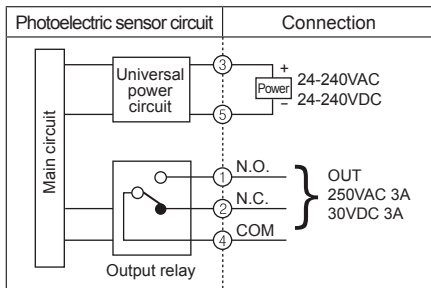 Photoelectric sensor circuit
Connection
Main circuit
Universal
power
circuit
3
5
+
Power
−
24-240VAC
24-240VDC
1
N.O.
2
N.C.
4
COM
OUT
250VAC 3A
30VDC 3A
Output relay